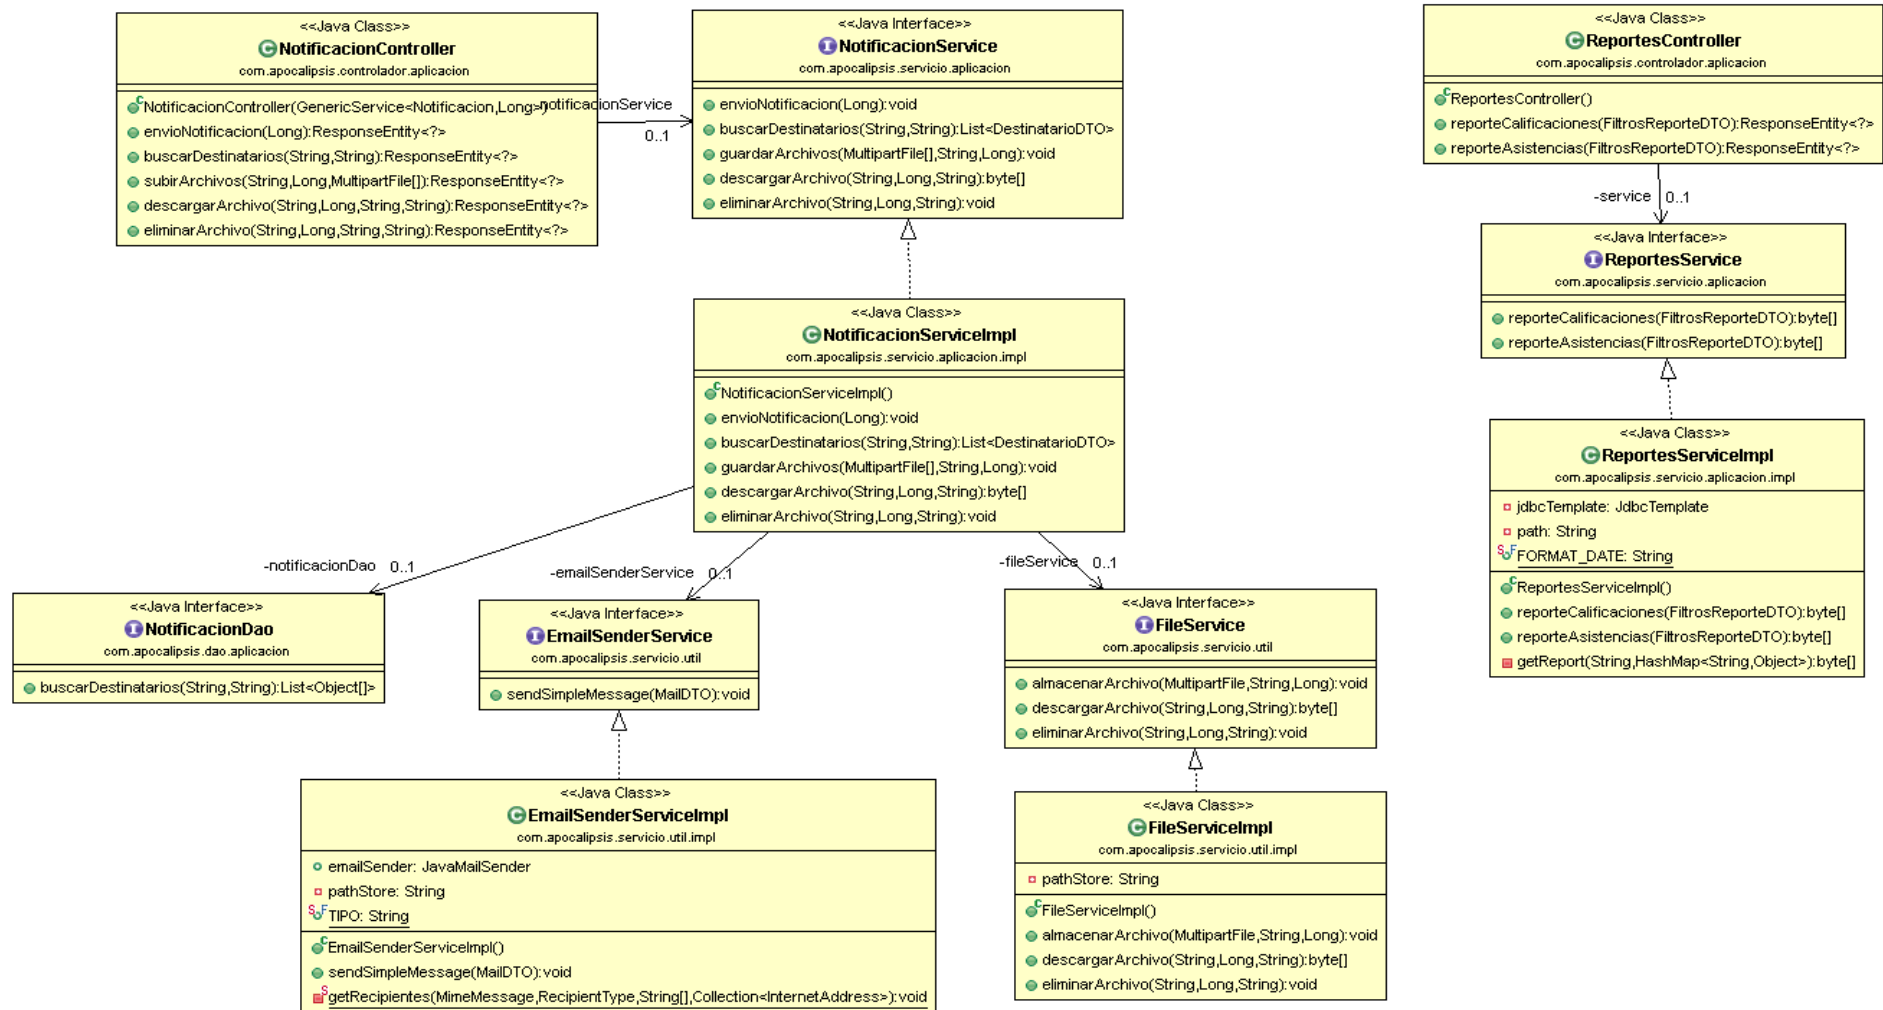 <<Java Class>>
NotificacionController
com.apocalipsis.controlador.aplicacion
NotificacionController(GenericService<Notificacion,Long>)
envioNotificacion(Long):ResponseEntity<?>
buscarDestinatarios(String,String):ResponseEntity<?>
subirArchivos(String,Long,MultipartFile[]):ResponseEntity<?>
descargarArchivo(String,Long,String,String):ResponseEntity<?>
eliminarArchivo(String,Long,String,String):ResponseEntity<?>
-notificacionService
0..1
<<Java Interface>>
NotificacionService
com.apocalipsis.servicio.aplicacion
envioNotificacion(Long):void
buscarDestinatarios(String,String):List<DestinatarioDTO>
guardarArchivos(MultipartFile[],String,Long):void
descargarArchivo(String,Long,String):byte[]
eliminarArchivo(String,Long,String):void
<<Java Class>>
ReportesController
com.apocalipsis.controlador.aplicacion
ReportesController()
reporteCalificaciones(FiltrosReporteDTO):ResponseEntity<?>
reporteAsistencias(FiltrosReporteDTO):ResponseEntity<?>
-service 0..1
<<Java Interface>>
ReportesService
com.apocalipsis.servicio.aplicacion
reporteCalificaciones(FiltrosReporteDTO):byte[]
reporteAsistencias(FiltrosReporteDTO):byte[]
<<Java Class>>
NotificacionServiceImpl
com.apocalipsis.servicio.aplicacion.impl
NotificacionServiceImpl()
envioNotificacion(Long):void
buscarDestinatarios(String,String):List<DestinatarioDTO>
guardarArchivos(MultipartFile[],String,Long):void
descargarArchivo(String,Long,String):byte[]
eliminarArchivo(String,Long,String):void
<<Java Class>>
ReportesServiceImpl
com.apocalipsis.servicio.aplicacion.impl
jdbcTemplate: JdbcTemplate
path: String
FORMAT_DATE: String
ReportesServiceImpl()
reporteCalificaciones(FiltrosReporteDTO):byte[]
reporteAsistencias(FiltrosReporteDTO):byte[]
getReport(String,HashMap<String,Object>):byte[]
-notificacionDao 0..1
-emailSenderService 0..1
-fileService 0..1
<<Java Interface>>
NotificacionDao
com.apocalipsis.dao.aplicacion
buscarDestinatarios(String,String):List<Object[]>
<<Java Interface>>
EmailSenderService
com.apocalipsis.servicio.util
sendSimpleMessage(MailDTO):void
<<Java Interface>>
FileService
com.apocalipsis.servicio.util
almacenarArchivo(MultipartFile,String,Long):void
descargarArchivo(String,Long,String):byte[]
eliminarArchivo(String,Long,String):void
<<Java Class>>
EmailSenderServiceImpl
com.apocalipsis.servicio.util.impl
emailSender: JavaMailSender
pathStore: String
TIPO: String
EmailSenderServiceImpl()
sendSimpleMessage(MailDTO):void
getRecipientes(MimeMessage,RecipientType,String[],Collection<InternetAddress>):void
<<Java Class>>
FileServiceImpl
com.apocalipsis.servicio.util.impl
pathStore: String
FileServiceImpl()
almacenarArchivo(MultipartFile,String,Long):void
descargarArchivo(String,Long,String):byte[]
eliminarArchivo(String,Long,String):void